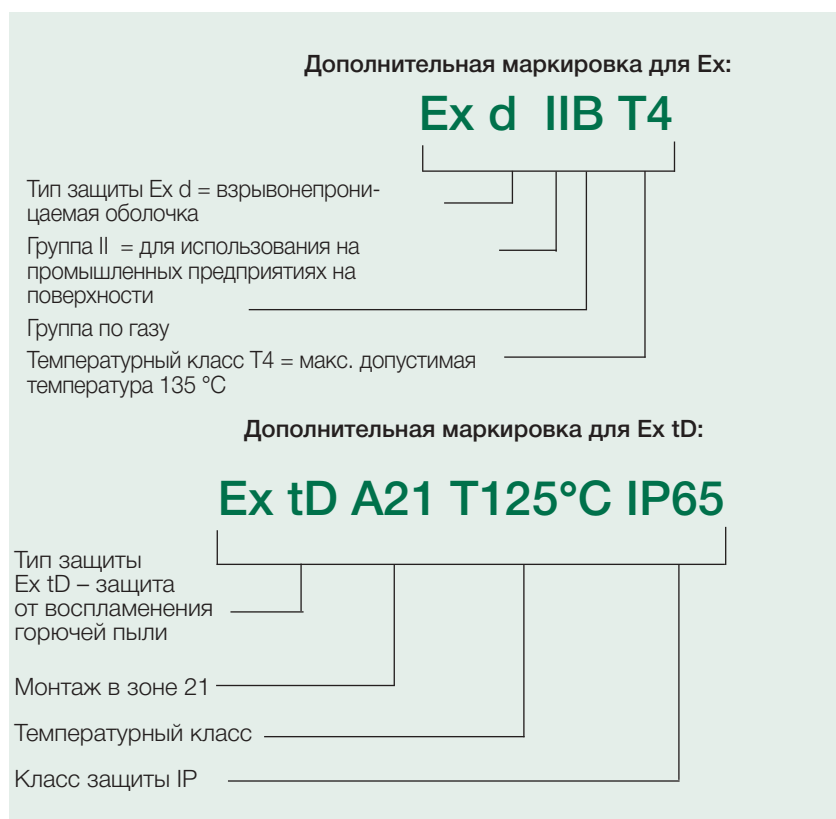 Дополнительная маркировка для Ex:
Ex d IIB T4
Тип защиты Ex d = взрывонепрони-
цаемая оболочка
Группа II = для использования на
промышленных предприятиях на
поверхности
Группа по газу
Температурный класс T4 = макс. допустимая
температура 135 °C
Дополнительная маркировка для Ex tD:
Ex tD A21 T125°C IP65
Тип защиты
Ex tD – защита
от воспламенения
горючей пыли
Монтаж в зоне 21
Температурный класс
Класс защиты IP